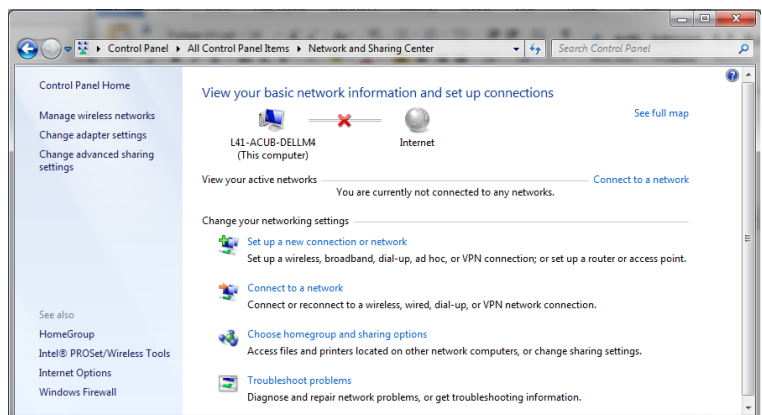 Control Panel ▸ All Control Panel Items ▸ Network and Sharing Center
Search Control Panel
Control Panel Home
Manage wireless networks
Change adapter settings
Change advanced sharing
settings
See also
HomeGroup
Intel® PROSet/Wireless Tools
Internet Options
Windows Firewall
View your basic network information and set up connections
See full map
L41-ACUB-DELLM4
(This computer)
Internet
View your active networks
Connect to a network
You are currently not connected to any networks.
Change your networking settings
Set up a new connection or network
Set up a wireless, broadband, dial-up, ad hoc, or VPN connection; or set up a router or access point.
Connect to a network
Connect or reconnect to a wireless, wired, dial-up, or VPN network connection.
Choose homegroup and sharing options
Access files and printers located on other network computers, or change sharing settings.
Troubleshoot problems
Diagnose and repair network problems, or get troubleshooting information.